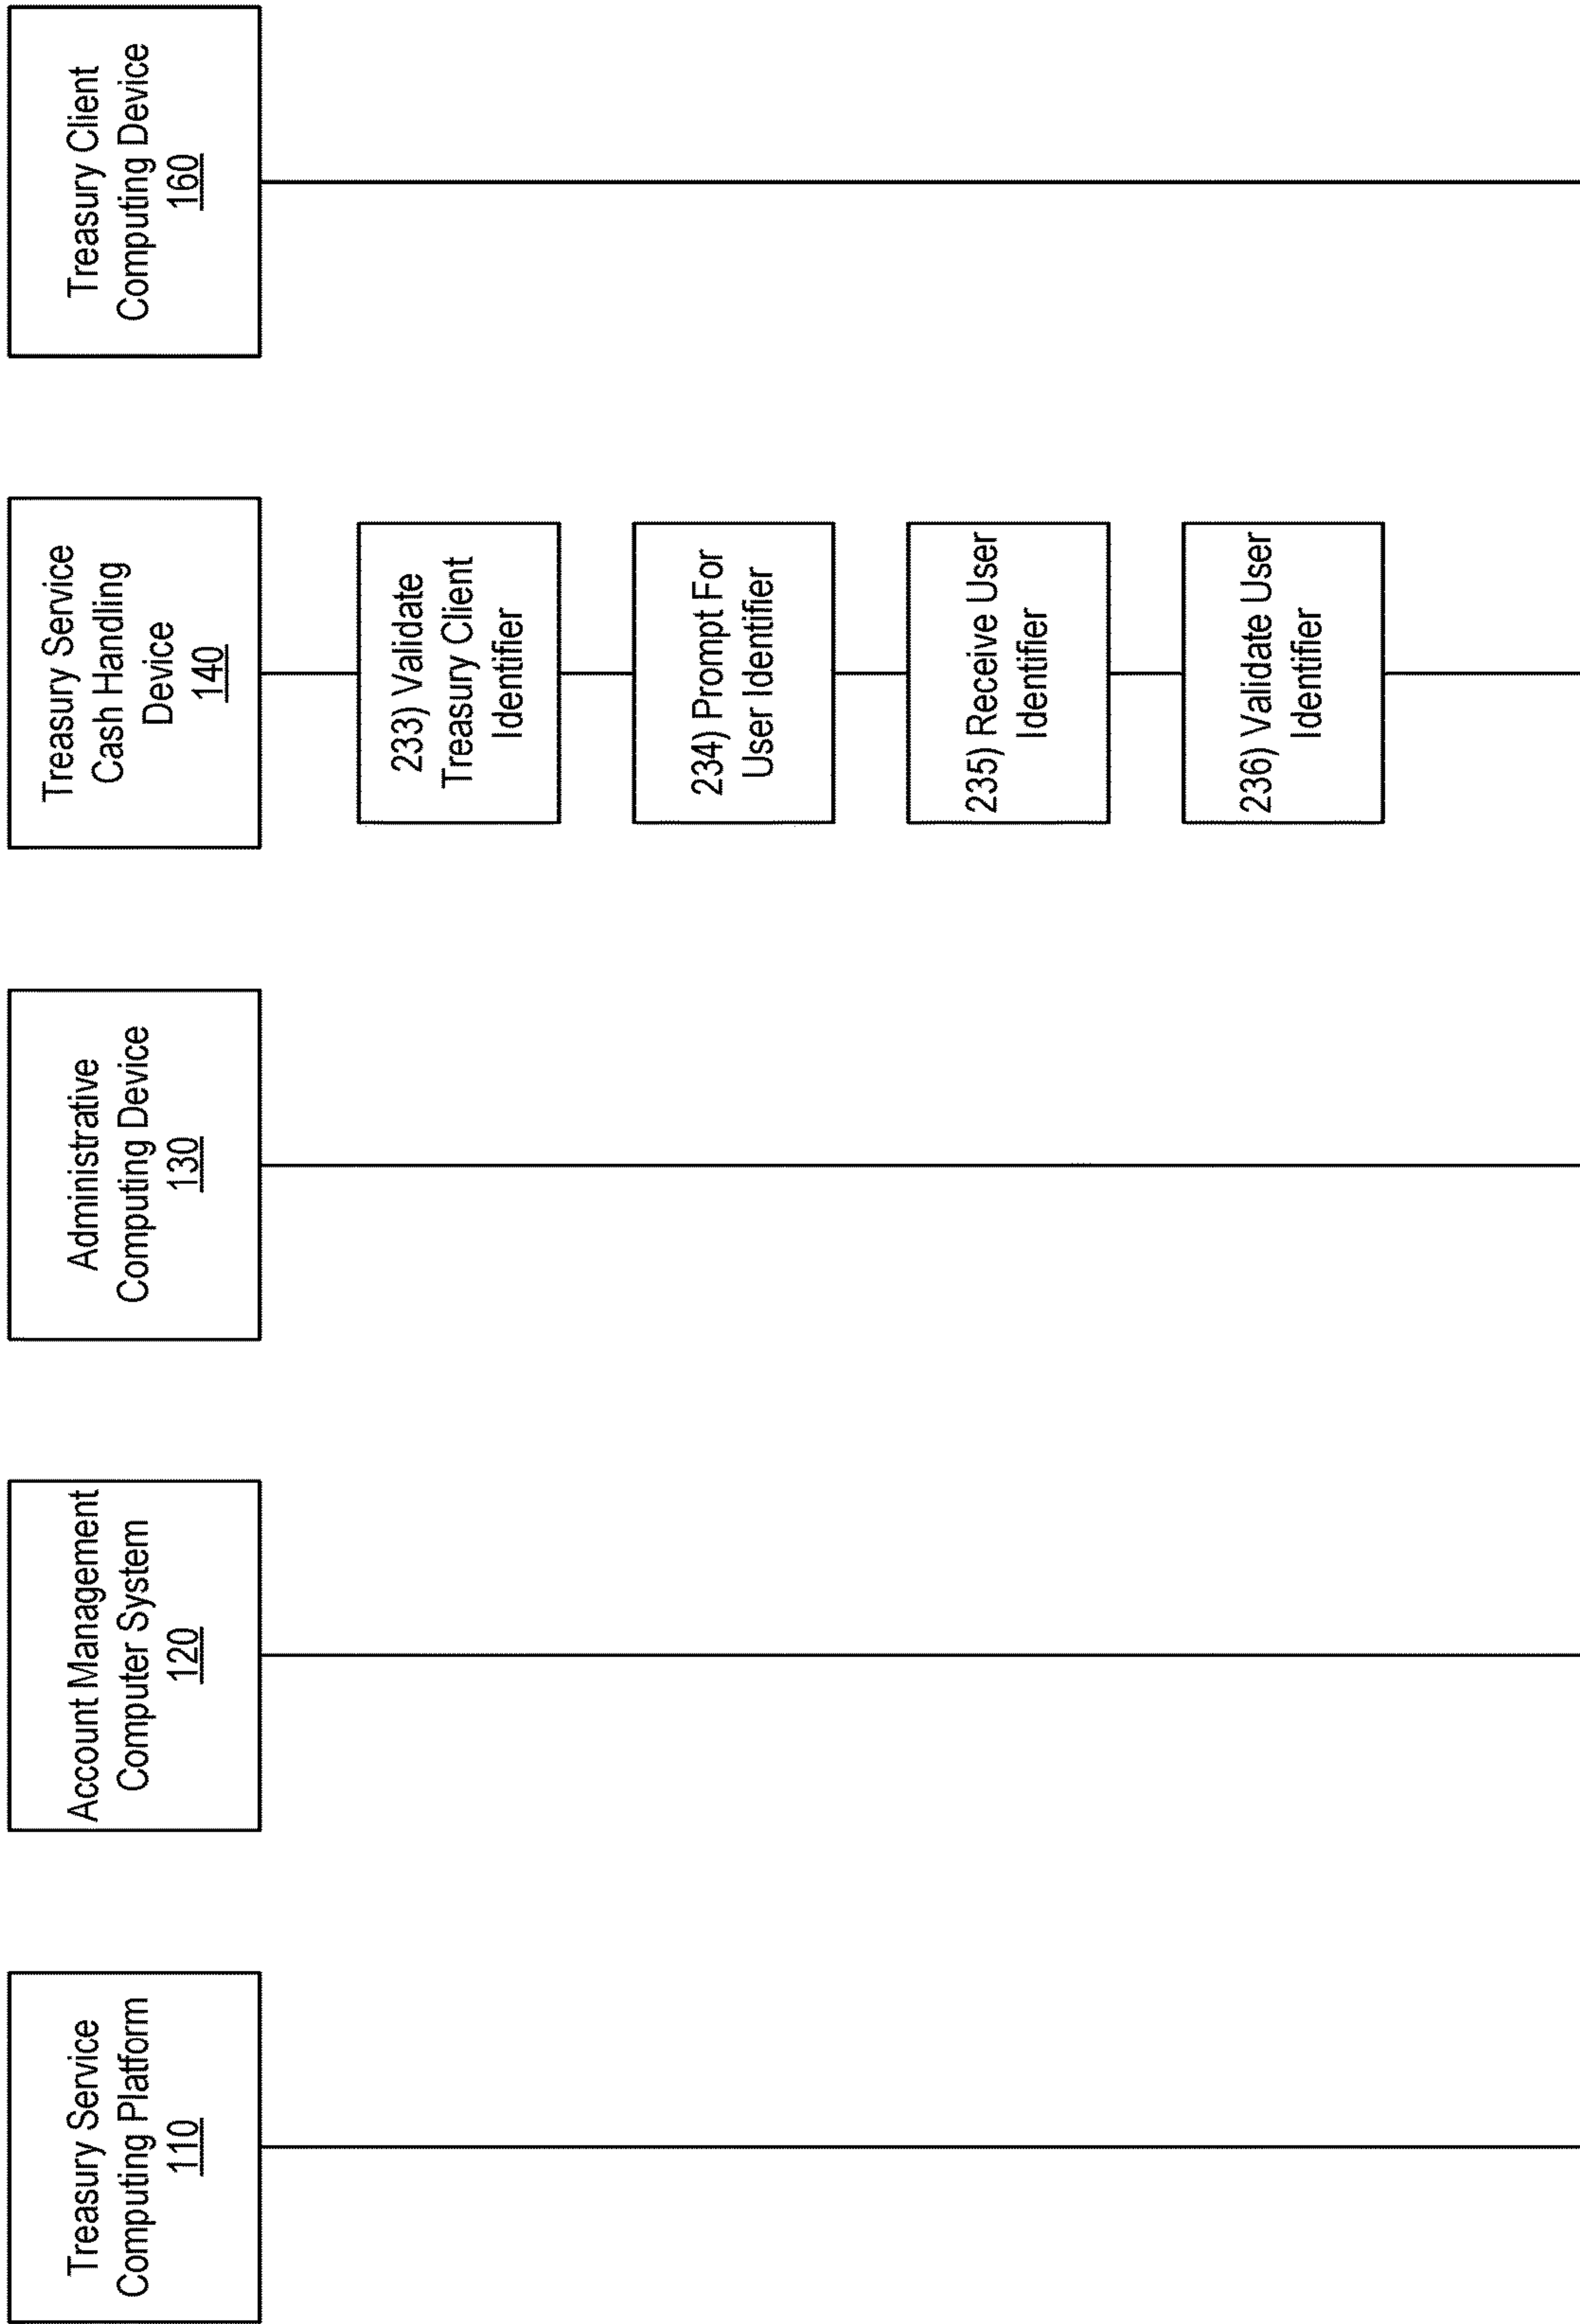 Treasury Service
Computing Platform
110
Account Management
Computer System
120
Administrative
Computing Device
130
Treasury Service
Cash Handling
Device
140
Treasury Client
Computing Device
160
233) Validate
Treasury Client
Identifier
234) Prompt For
User Identifier
235) Receive User
Identifier
236) Validate User
Identifier